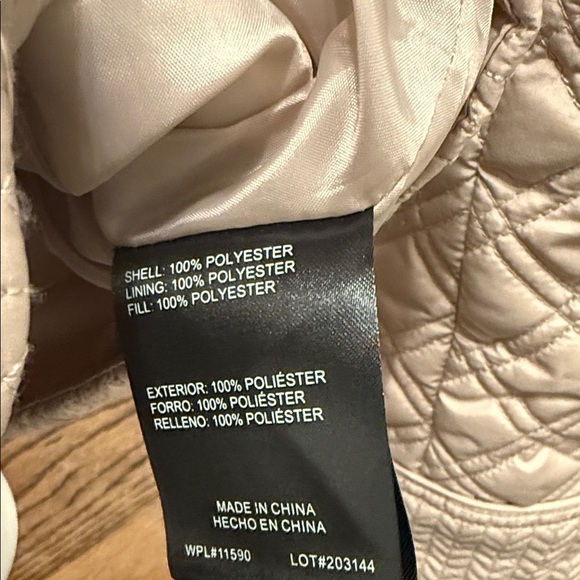 SHELL: 100% POLYESTER
LINING: 100% POLYESTER
FILL: 100% POLYESTER
EXTERIOR: 100% POLIÉSTER
FORRO: 100% POLIÉSTER
RELLENO: 100% POLIÉSTER
MADE IN CHINA
HECHO EN CHINA
WPL#11590 LOT#203144